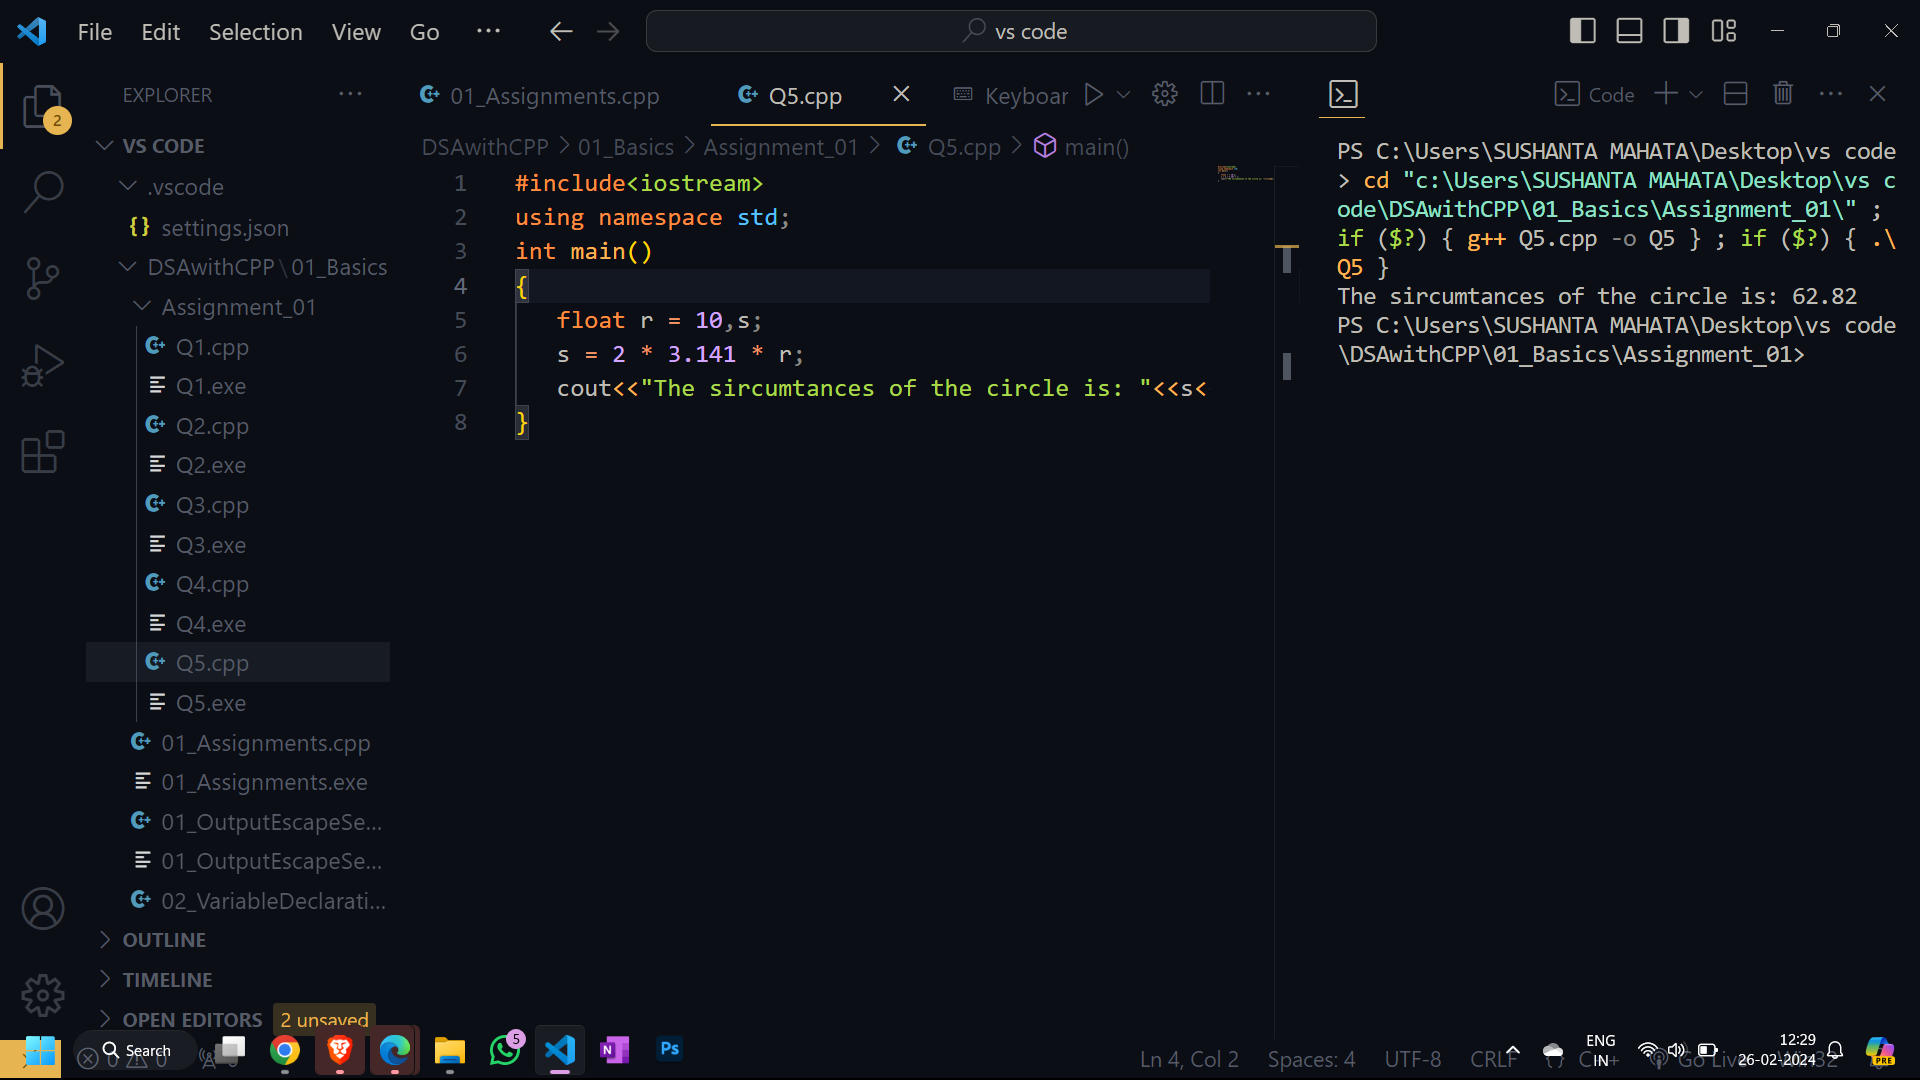 File Edit Selection View Go ··· vs code
EXPLORER ···
VS CODE
.vscode
settings.json
DSAwithCPP\01_Basics
Assignment_01
Q1.cpp
Q1.exe
Q2.cpp
Q2.exe
Q3.cpp
Q3.exe
Q4.cpp
Q4.exe
Q5.cpp
Q5.exe
01_Assignments.cpp
01_Assignments.exe
01_OutputEscapeSe...
01_OutputEscapeSe...
02_VariableDeclarati...
OUTLINE
TIMELINE
OPEN EDITORS 2 unsaved
2
01_Assignments.cpp Q5.cpp Keyboar
DSAwithCPP > 01_Basics > Assignment_01 > Q5.cpp > main()
1 #include<iostream>
2 using namespace std;
3 int main()
4 {
5 float r = 10,s;
6 s = 2 * 3.141 * r;
7 cout<<"The sircumtances of the circle is: "<<s<
8 }
Code
PS C:\Users\SUSHANTA MAHATA\Desktop\vs code
> cd "c:\Users\SUSHANTA MAHATA\Desktop\vs c
ode\DSAwithCPP\01_Basics\Assignment_01\" ;
if ($?) { g++ Q5.cpp -o Q5 } ; if ($?) { .\
Q5 }
The sircumtances of the circle is: 62.82
PS C:\Users\SUSHANTA MAHATA\Desktop\vs code
\DSAwithCPP\01_Basics\Assignment_01>
Ln 4, Col 2 Spaces: 4 UTF-8 CRLF {} C++ Go Live Win32
Search
5
Ps
ENG
IN
12:29
26-02-2024
PRE